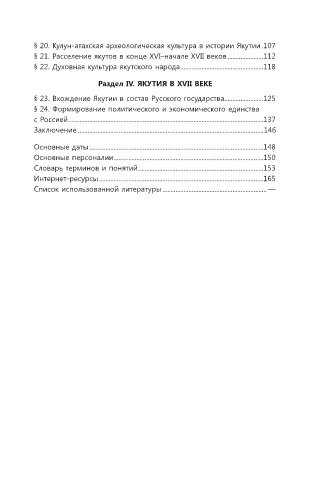 § 20. Кулун-атахская археологическая культура в истории Якутии.107
§ 21. Расселение якутов в конце XVI–начале XVII веков....................112
§ 22. Духовная культура якутского народа..........................................118
Раздел IV. ЯКУТИЯ В XVII ВЕКЕ
§ 23. Вхождение Якутии в состав Русского государства....................125
§ 24. Формирование политического и экономического единства
с Россией.................................................................................................137
Заключение..............................................................................................146
Основные даты.......................................................................................148
Основные персоналии............................................................................150
Словарь терминов и понятий................................................................153
Интернет-ресурсы...................................................................................165
Список использованной литературы......................................................—